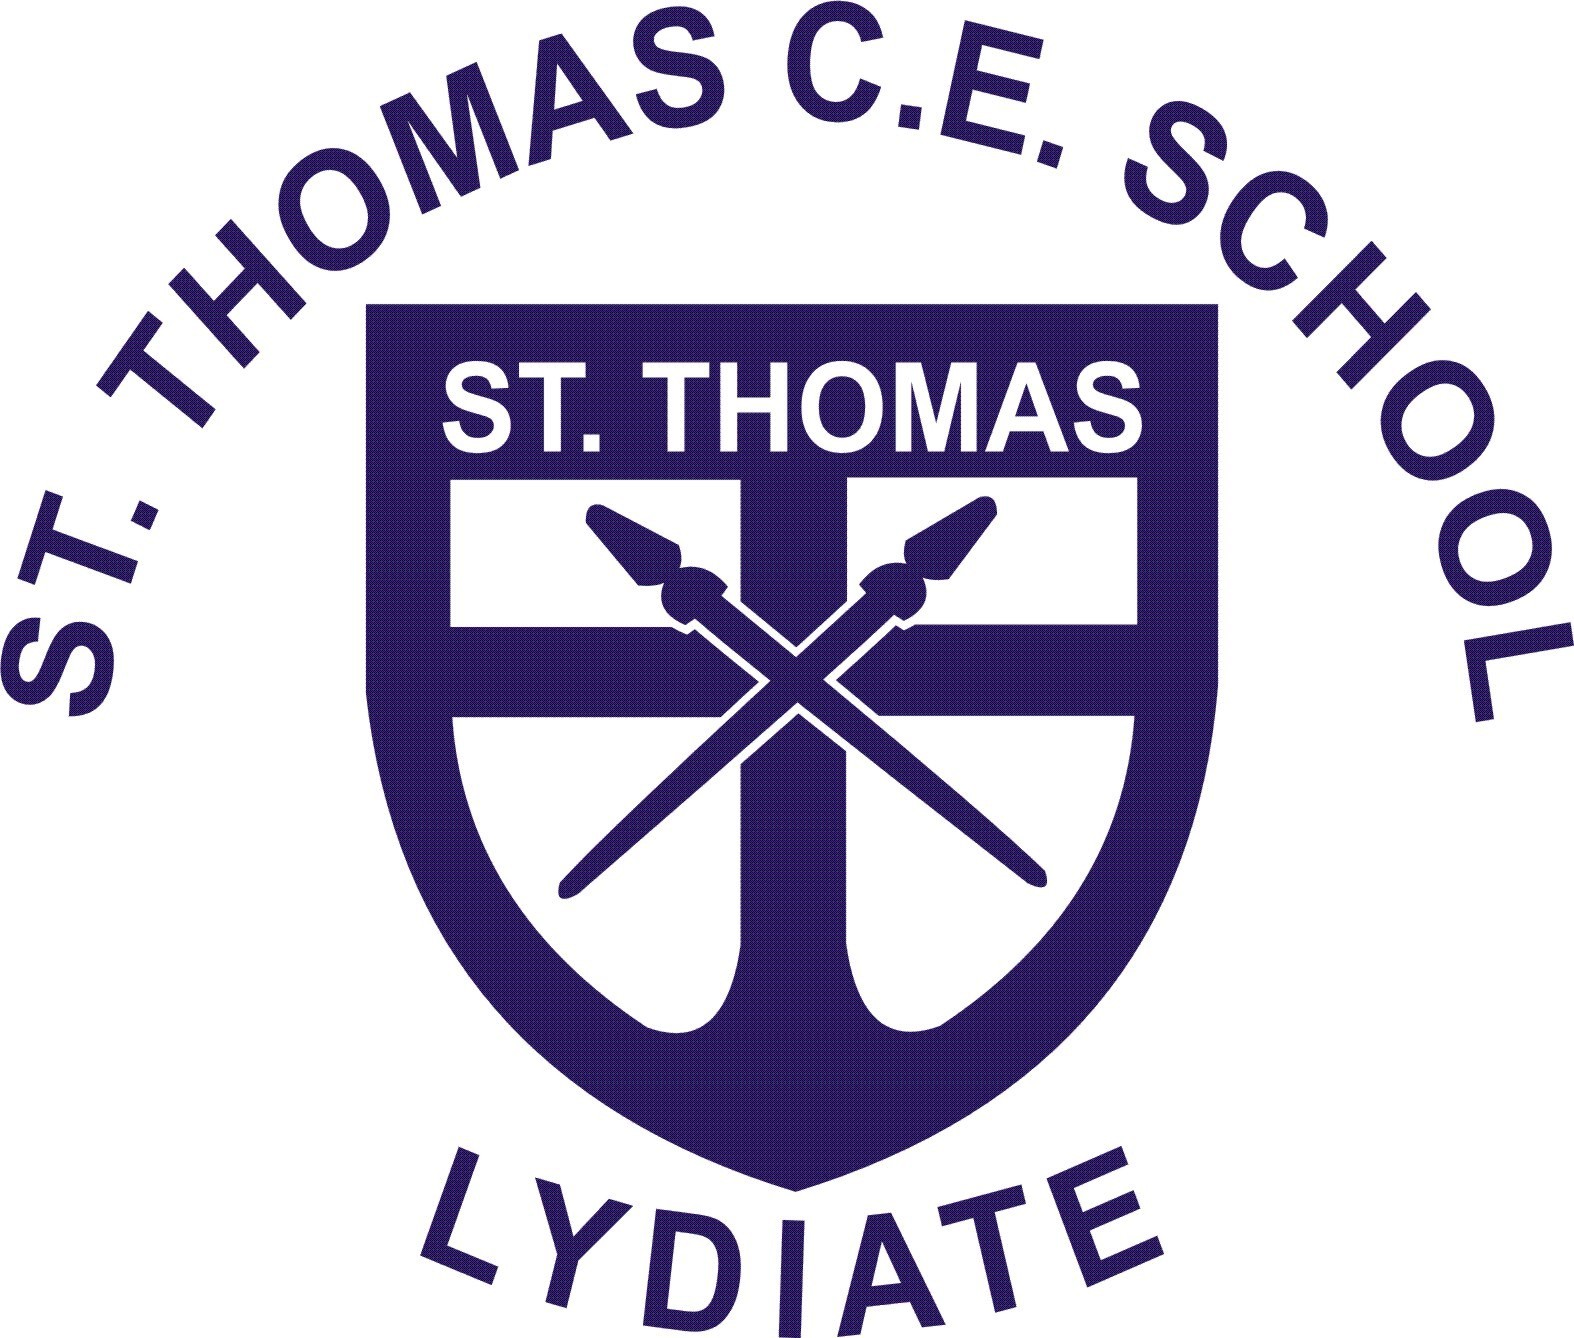 ST. THOMAS C.E. SCHOOL
ST. THOMAS
LYDIATE